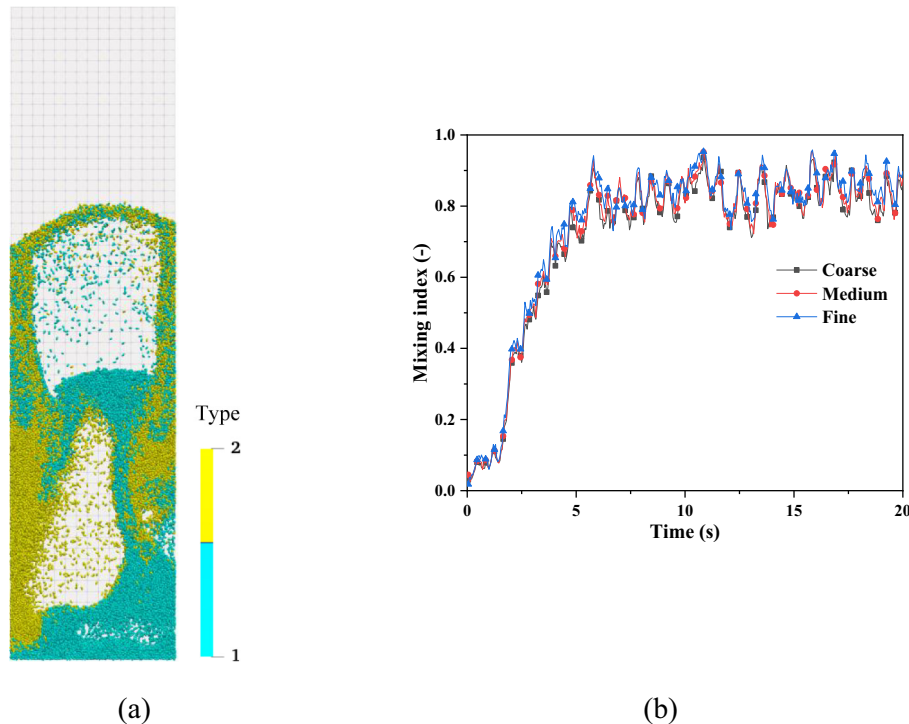 Type
2
1
(a)
Mixing index (-)
1.0
0.8
0.6
0.4
0.2
0.0
Coarse
Medium
Fine
0 5 10 15 20
Time (s)
(b)